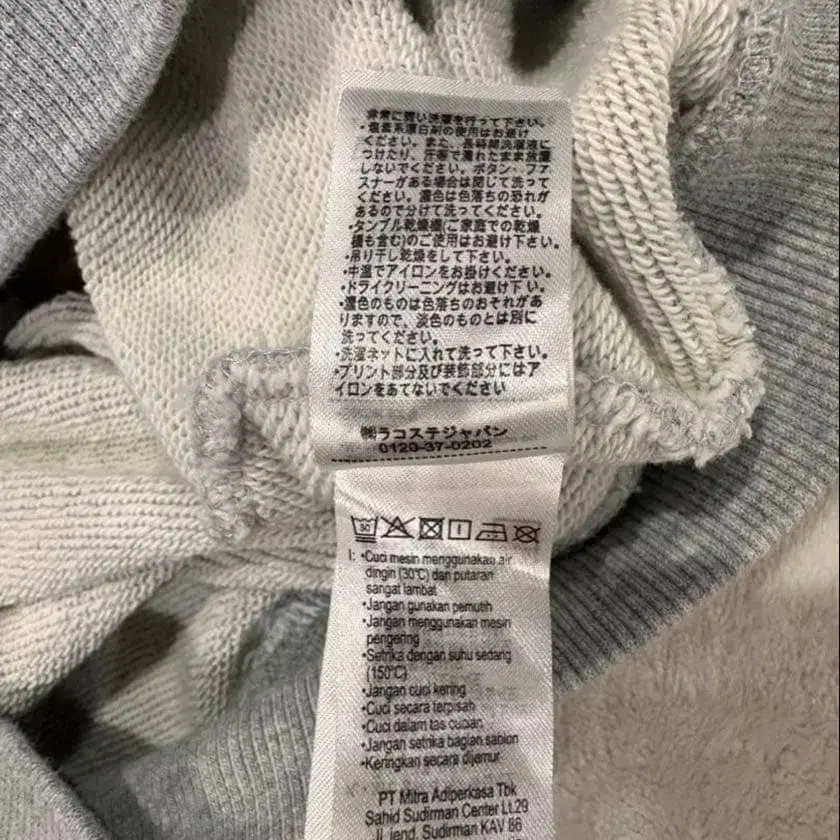 非常に弱い洗濯を行って下さい。
・塩素系漂白剤の使用はお避け
ください。また、長時間洗濯液に
つけたり、汗等で濡れたまま放置
しないでください。ボタン、ファ
スナーがある場合は閉じて洗って
ください。濃色は色落ちの恐れが
あるので分けて洗ってください。
・タンブル乾燥機(ご家庭での乾燥
機も含む)のご使用はお避け下さい。
・吊り干し乾燥をして下さい。
・中温でアイロンをお掛けください。
・ドライクリーニングはお避け下い。
・濃色のものは色落ちのおそれがあ
りますので、淡色のものとは別に
洗ってください。
・洗濯ネットに入れて洗って下さい。
・プリント部分及び装飾部分にはア
イロンをあてないでください
㈱ラコステジャパン
0120-37-0202
30
I: •Cuci mesin menggunakan air
dingin (30°C) dan putaran
sangat lambat
•Jangan gunakan pemutih
•Jangan menggunakan mesin
pengering
•Setrika dengan suhu sedang
(150°C)
•Jangan cuci kering
•Cuci secara terpisah
•Cuci dalam tas cucian
•Jangan setrika bagian sablon
•Keringkan secara dijemur
PT Mitra Adiperkasa Tbk
Sahid Sudirman Center Lt.29
Jl. jend. Sudirman KAV 86